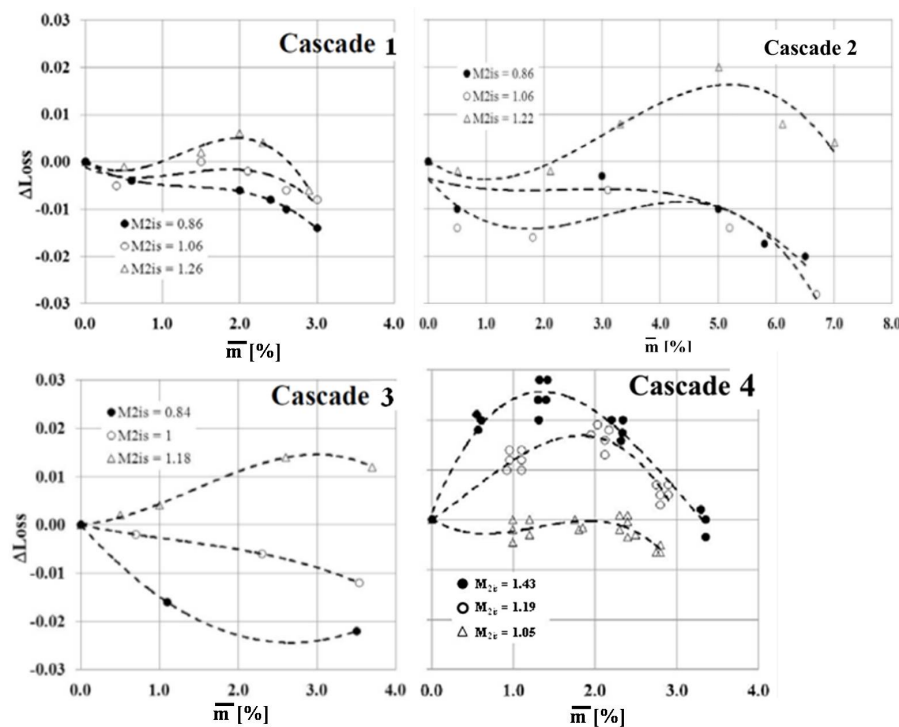 Cascade 1
0.03
0.02
0.01
0.00
-0.01
-0.02
-0.03
ΔLoss
M2is = 0.86
M2is = 1.06
M2is = 1.26
0.0 1.0 2.0 3.0 4.0
m [%]
Cascade 2
M2is = 0.86
M2is = 1.06
M2is = 1.22
0.0 1.0 2.0 3.0 4.0 5.0 6.0 7.0 8.0
m [%]
Cascade 3
0.03
0.02
0.01
0.00
-0.01
-0.02
-0.03
ΔLoss
M2is = 0.84
M2is = 1
M2is = 1.18
0.0 1.0 2.0 3.0 4.0
m [%]
Cascade 4
M2s = 1.43
M2s = 1.19
M2s = 1.05
0.0 1.0 2.0 3.0 4.0
m [%]